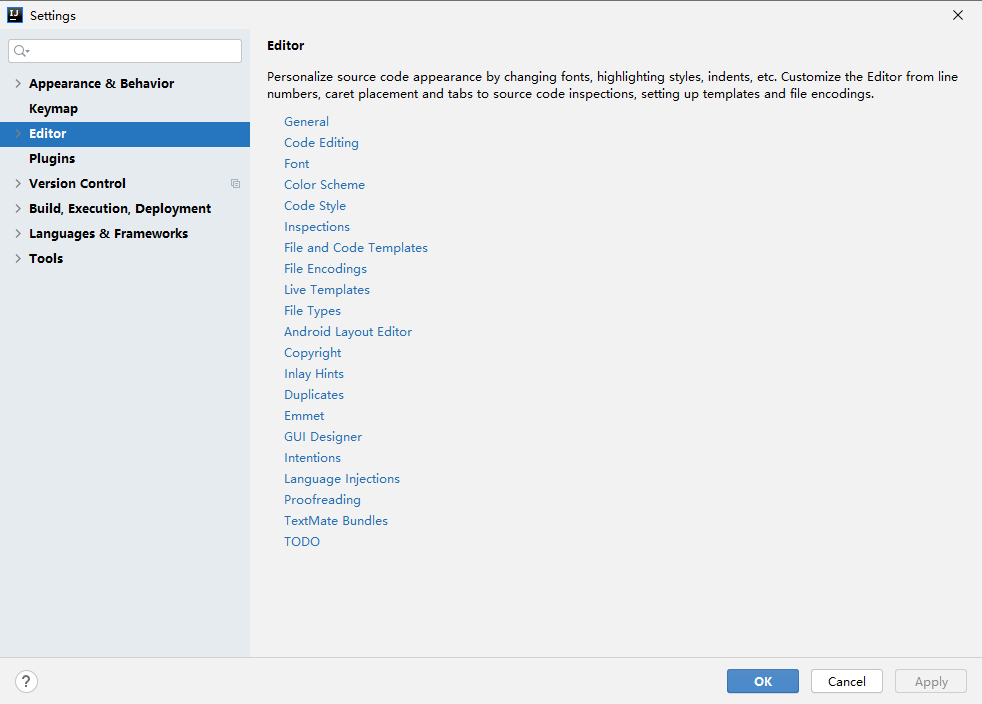 IJ Settings
Appearance & Behavior
Keymap
Editor
Plugins
Version Control
Build, Execution, Deployment
Languages & Frameworks
Tools
Editor
Personalize source code appearance by changing fonts, highlighting styles, indents, etc. Customize the Editor from line
numbers, caret placement and tabs to source code inspections, setting up templates and file encodings.
General
Code Editing
Font
Color Scheme
Code Style
Inspections
File and Code Templates
File Encodings
Live Templates
File Types
Android Layout Editor
Copyright
Inlay Hints
Duplicates
Emmet
GUI Designer
Intentions
Language Injections
Proofreading
TextMate Bundles
TODO
?
OK
Cancel
Apply